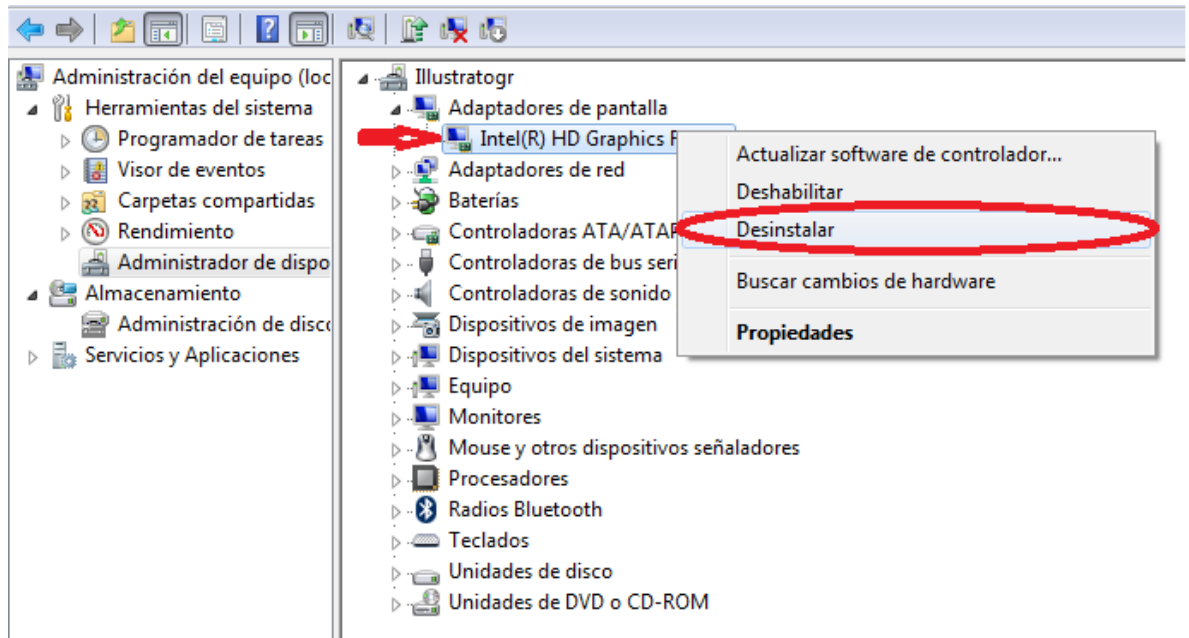 Administración del equipo (loc
Herramientas del sistema
Programador de tareas
Visor de eventos
Carpetas compartidas
Rendimiento
Administrador de dispo
Almacenamiento
Administración de disco
Servicios y Aplicaciones
Illustratogr
Adaptadores de pantalla
Intel(R) HD Graphics F
Adaptadores de red
Baterías
Controladoras ATA/ATAP
Controladoras de bus seri
Controladoras de sonido
Dispositivos de imagen
Dispositivos del sistema
Equipo
Monitores
Mouse y otros dispositivos señaladores
Procesadores
Radios Bluetooth
Teclados
Unidades de disco
Unidades de DVD o CD-ROM
Actualizar software de controlador...
Deshabilitar
Desinstalar
Buscar cambios de hardware
Propiedades